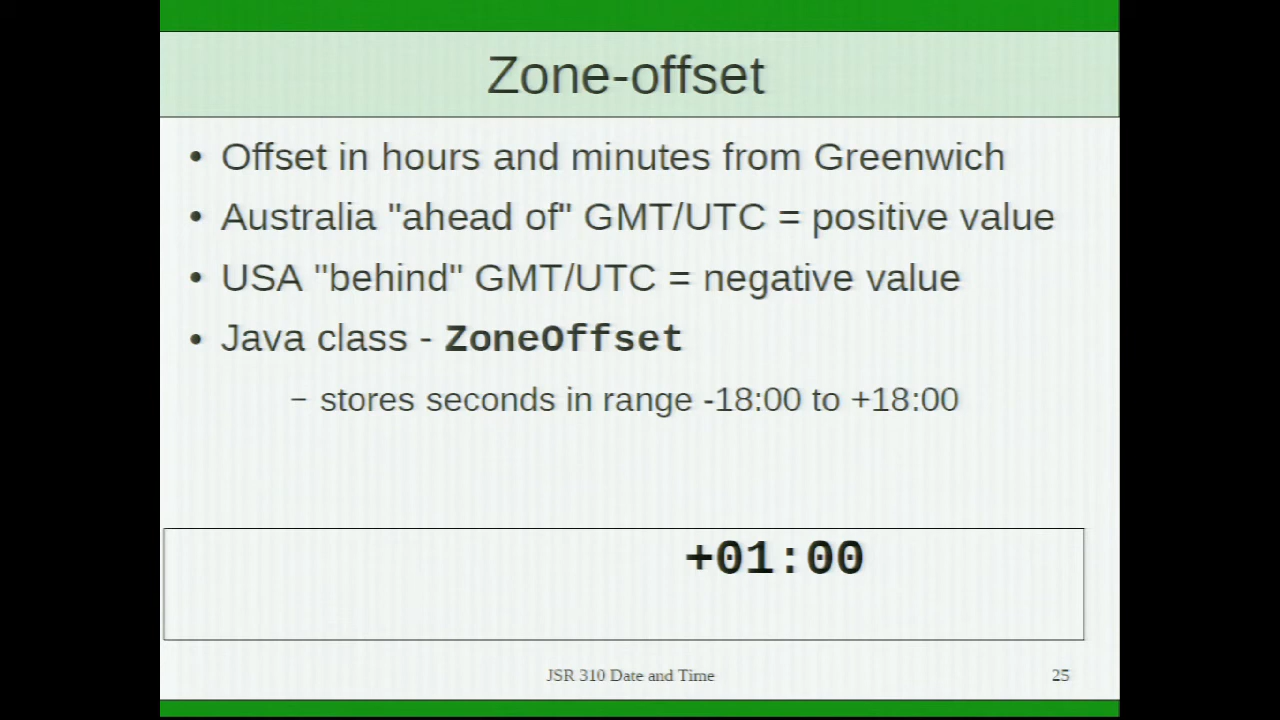 Zone-offset
• Offset in hours and minutes from Greenwich
• Australia "ahead of" GMT/UTC = positive value
• USA "behind" GMT/UTC = negative value
• Java class - ZoneOffset
– stores seconds in range -18:00 to +18:00
+01:00
JSR 310 Date and Time
25